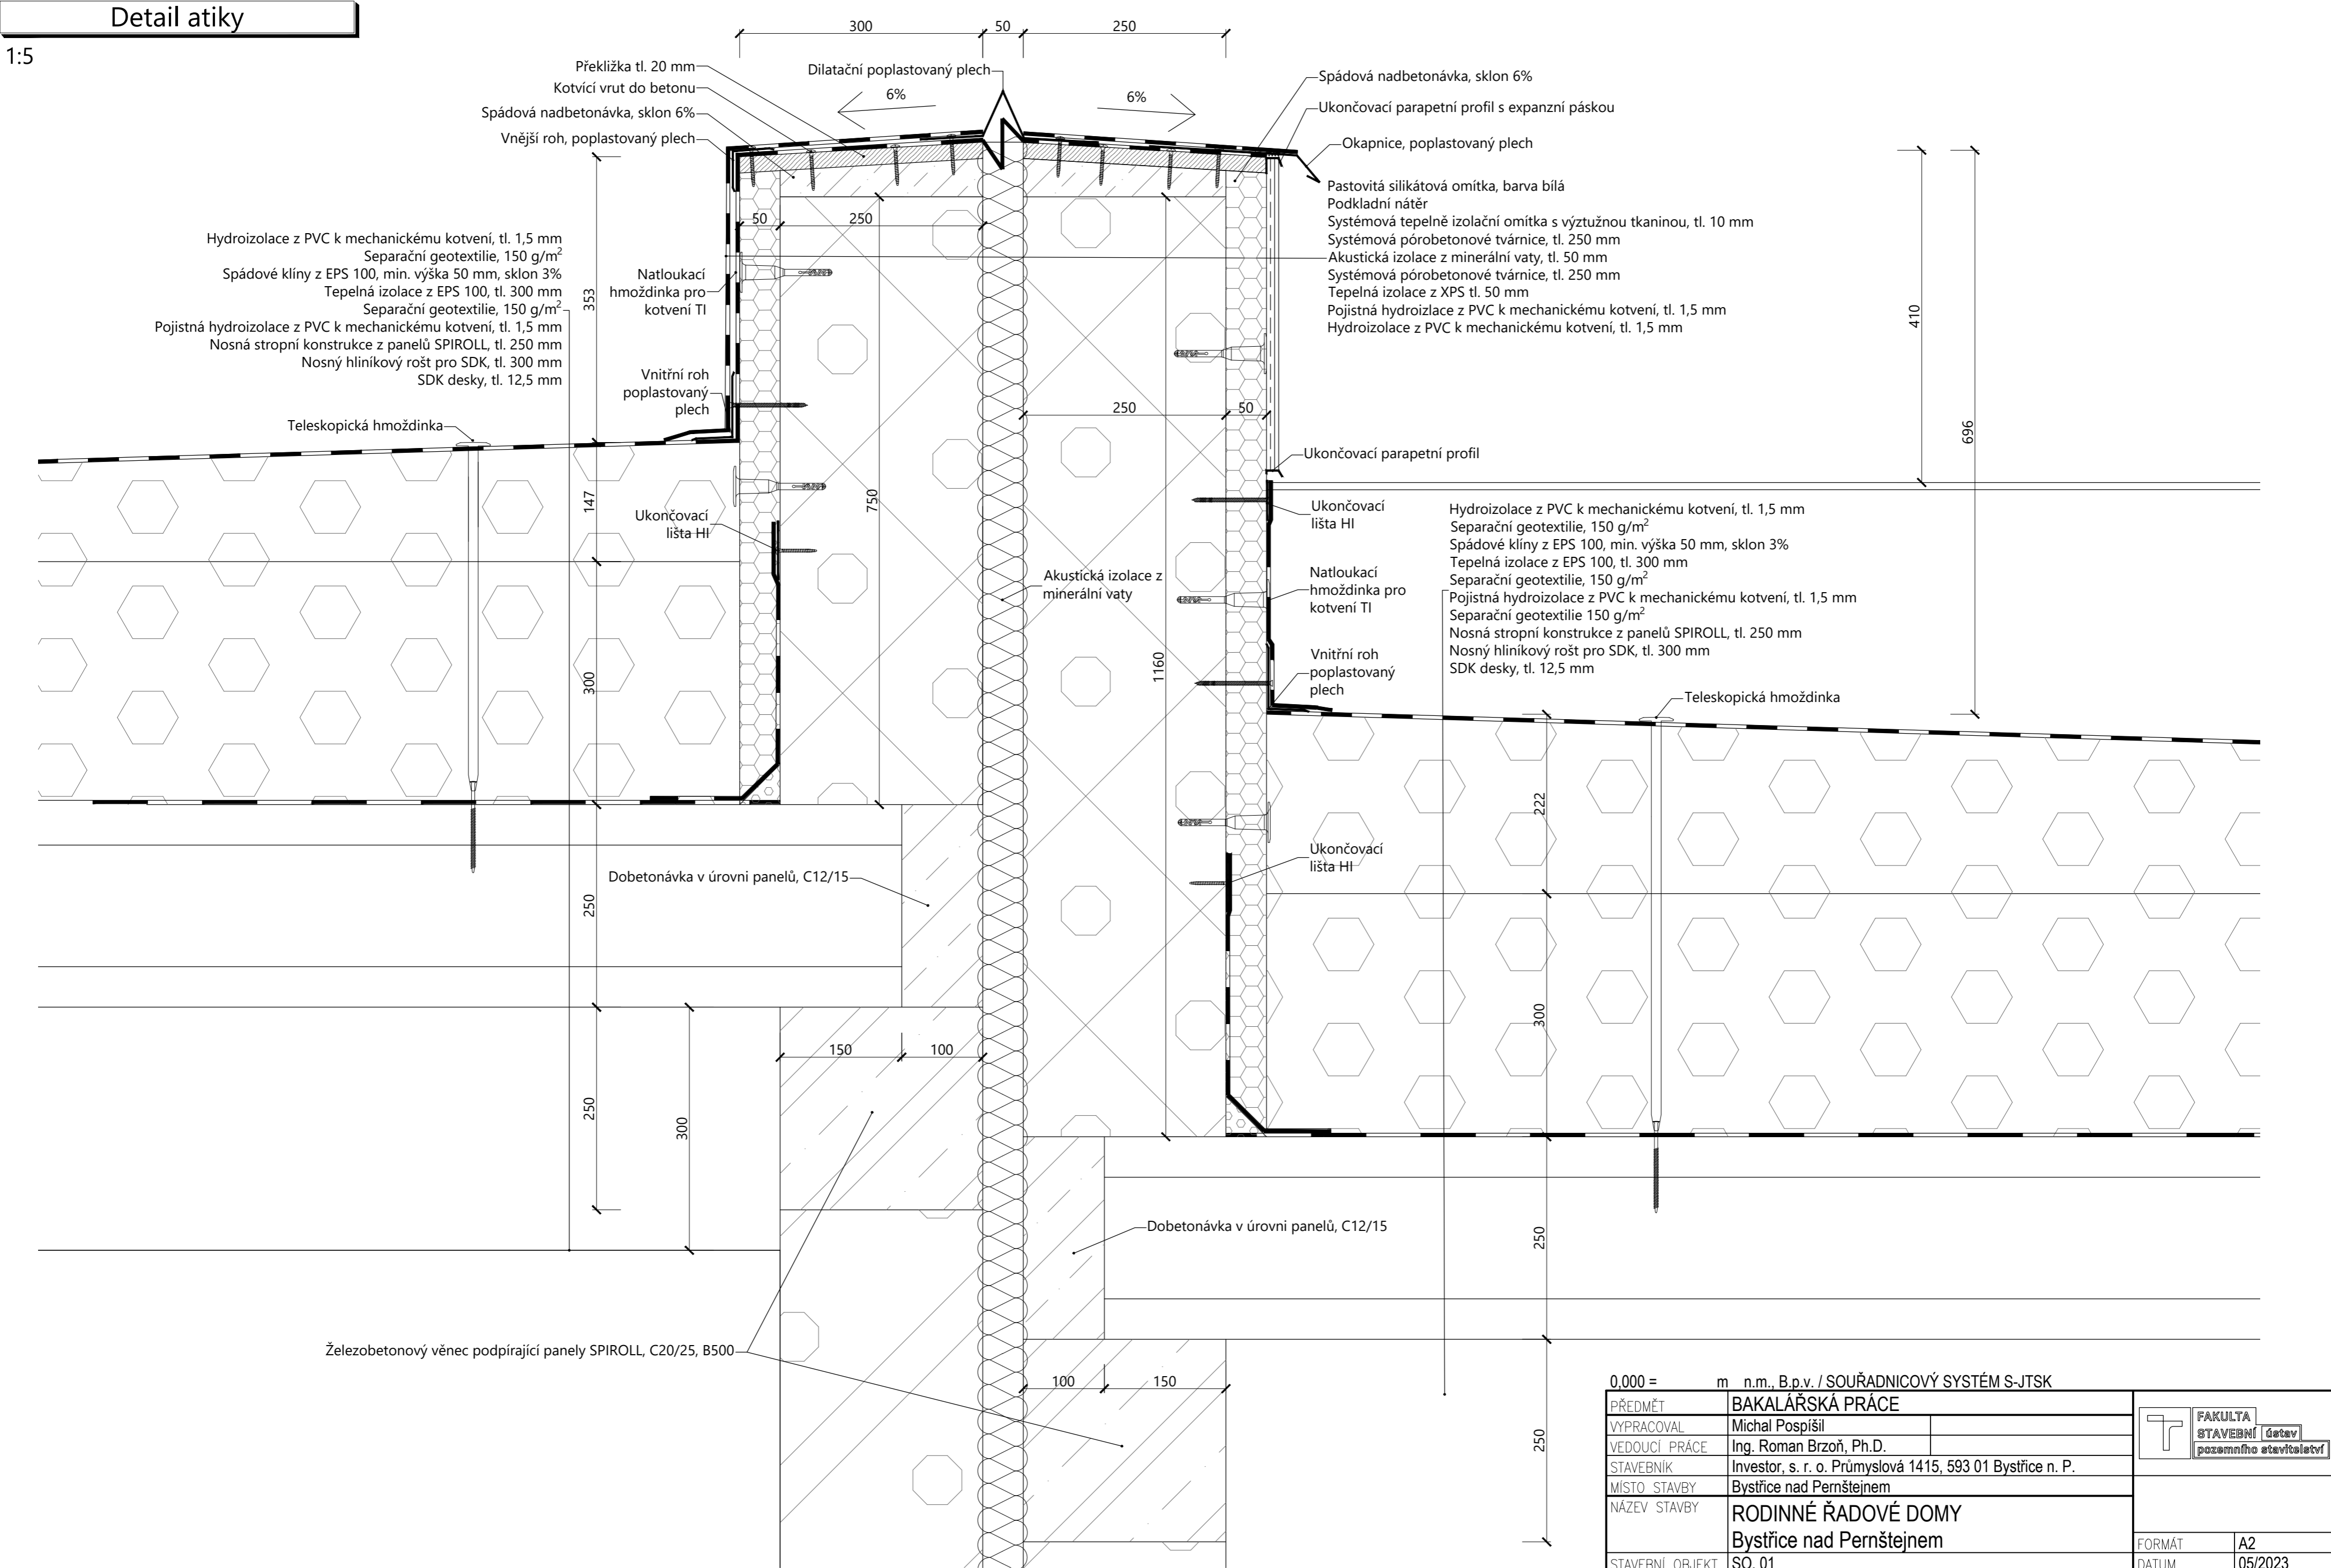 Detail atiky
1:5
300
50
250
Překližka tl. 20 mm
Kotvící vrut do betonu
Spádová nadbetonávka, sklon 6%
Vnější roh, poplastovaný plech
Dilatační poplastovaný plech
6%
6%
Spádová nadbetonávka, sklon 6%
Ukončovací parapetní profil s expanzní páskou
Okapnice, poplastovaný plech
Pastovitá silikátová omítka, barva bílá
Podkladní nátěr
Systémová tepelně izolační omítka s výztužnou tkaninou, tl. 10 mm
Systémová pórobetonové tvárnice, tl. 250 mm
Akustická izolace z minerální vaty, tl. 50 mm
Systémová pórobetonové tvárnice, tl. 250 mm
Tepelná izolace z XPS tl. 50 mm
Pojistná hydroizlace z PVC k mechanickému kotvení, tl. 1,5 mm
Hydroizolace z PVC k mechanickému kotvení, tl. 1,5 mm
Hydroizolace z PVC k mechanickému kotvení, tl. 1,5 mm
Separační geotextilie, 150 g/m²
Spádové klíny z EPS 100, min. výška 50 mm, sklon 3%
Tepelná izolace z EPS 100, tl. 300 mm
Separační geotextilie, 150 g/m²
Pojistná hydroizolace z PVC k mechanickému kotvení, tl. 1,5 mm
Nosná stropní konstrukce z panelů SPIROLL, tl. 250 mm
Nosný hliníkový rošt pro SDK, tl. 300 mm
SDK desky, tl. 12,5 mm
353
50
250
Natloukací
hmoždinka pro
kotvení TI
Vnitřní roh
poplastovaný
plech
Teleskopická hmoždinka
410
696
250
50
Ukončovací parapetní profil
147
750
Ukončovací
lišta HI
Akustická izolace z
minerální vaty
300
1160
Ukončovací
lišta HI
Natloukací
hmoždinka pro
kotvení TI
Vnitřní roh
poplastovaný
plech
Hydroizolace z PVC k mechanickému kotvení, tl. 1,5 mm
Separační geotextilie, 150 g/m²
Spádové klíny z EPS 100, min. výška 50 mm, sklon 3%
Tepelná izolace z EPS 100, tl. 300 mm
Separační geotextilie, 150 g/m²
Pojistná hydroizolace z PVC k mechanickému kotvení, tl. 1,5 mm
Separační geotextilie 150 g/m²
Nosná stropní konstrukce z panelů SPIROLL, tl. 250 mm
Nosný hliníkový rošt pro SDK, tl. 300 mm
SDK desky, tl. 12,5 mm
Teleskopická hmoždinka
222
Ukončovací
lišta HI
Dobetonávka v úrovni panelů, C12/15
250
300
150
100
250
300
Dobetonávka v úrovni panelů, C12/15
250
Železobetonový věnec podpírající panely SPIROLL, C20/25, B500
100
150
250
0,000 = m n.m., B.p.v. / SOUŘADNICOVÝ SYSTÉM S-JTSK
PŘEDMĚT BAKALÁŘSKÁ PRÁCE
VYPRACOVAL Michal Pospíšil
VEDOUCÍ PRÁCE Ing. Roman Brzoň, Ph.D.
STAVEBNÍK Investor, s. r. o. Průmyslová 1415, 593 01 Bystřice n. P.
MÍSTO STAVBY Bystřice nad Pernštejnem
NÁZEV STAVBY RODINNÉ ŘADOVÉ DOMY
Bystřice nad Pernštejnem
STAVEBNÍ OBJEKT SO. 01
FAKULTA
STAVEBNÍ ústav
pozemního stavitelství
FORMÁT A2
DATUM 05/2023